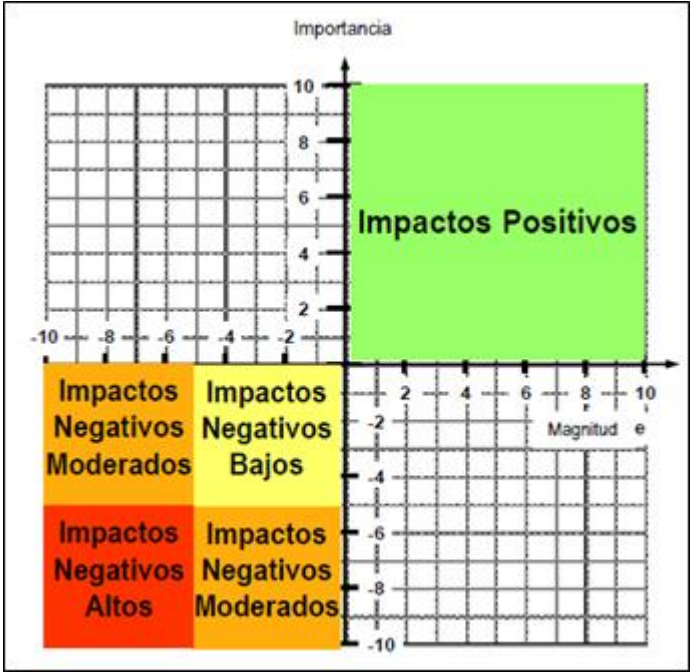 Importancia
10
8
6
4
2
Impactos Positivos
-10 -8 -6 -4 -2
2 4 6 8 10
Magnitud e
-2
-4
-6
-8
-10
Impactos
Negativos
Moderados
Impactos
Negativos
Bajos
Impactos
Negativos
Altos
Impactos
Negativos
Moderados